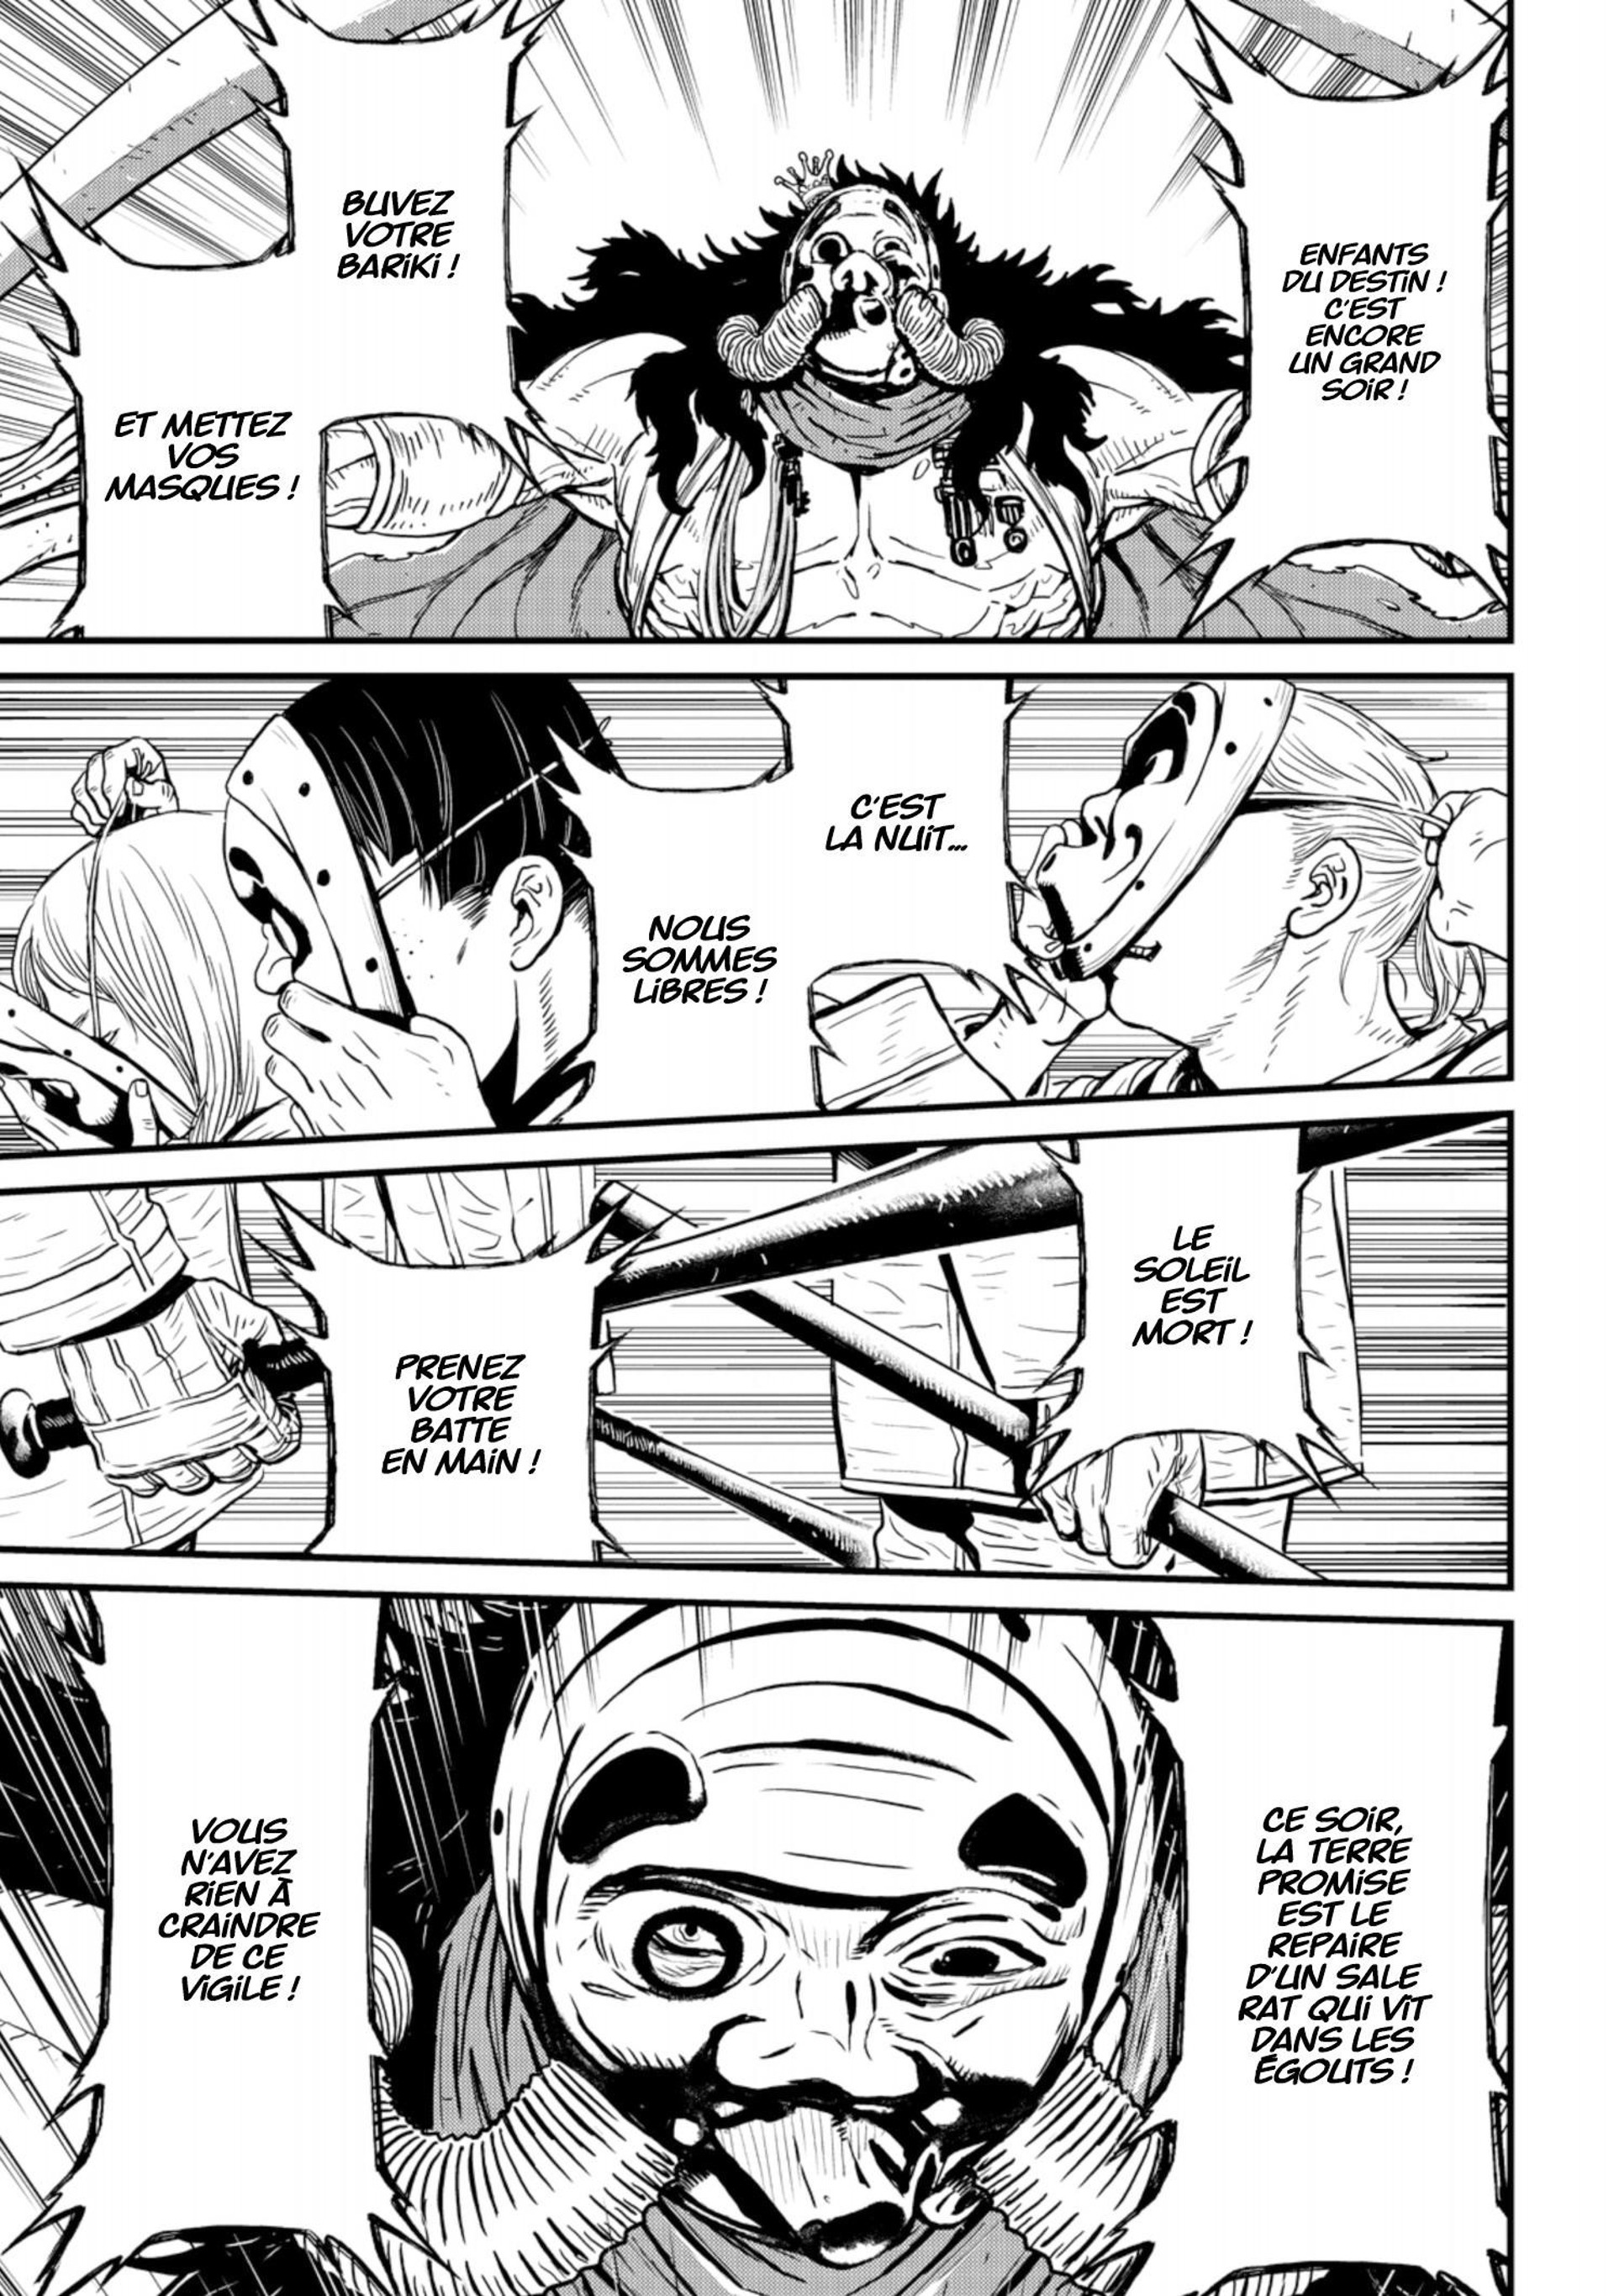 ENFANTS
DU DESTIN !
C'EST
ENCORE
UN GRAND
SOIR !
BUVEZ
VOTRE
BARIKI !
ET METTEZ
VOS
MASQUES !
C'EST
LA NUIT...
NOUS
SOMMES
LIBRES !
LE
SOLEIL
EST
MORT !
PRENEZ
VOTRE
BATTE
EN MAIN !
CE SOIR,
LA TERRE
PROMISE
EST LE
REPAIRE
D'UN SALE
RAT QUI VIT
DANS LES
ÉGOUTS !
VOUS
N'AVEZ
RIEN À
CRAINDRE
DE CE
VIGILE !